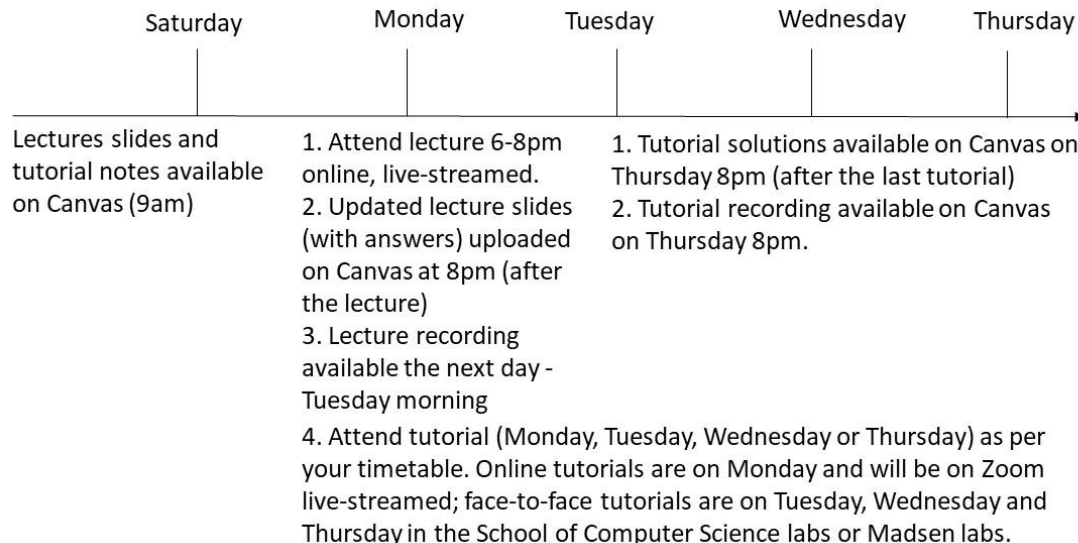 Saturday
Monday
Tuesday
Wednesday
Thursday
Lectures slides and
tutorial notes available
on Canvas (9am)
1. Attend lecture 6-8pm
online, live-streamed.
2. Updated lecture slides
(with answers) uploaded
on Canvas at 8pm (after
the lecture)
3. Lecture recording
available the next day -
Tuesday morning
4. Attend tutorial (Monday, Tuesday, Wednesday or Thursday) as per
your timetable. Online tutorials are on Monday and will be on Zoom
live-streamed; face-to-face tutorials are on Tuesday, Wednesday and
Thursday in the School of Computer Science labs or Madsen labs.
1. Tutorial solutions available on Canvas on
Thursday 8pm (after the last tutorial)
2. Tutorial recording available on Canvas
on Thursday 8pm.